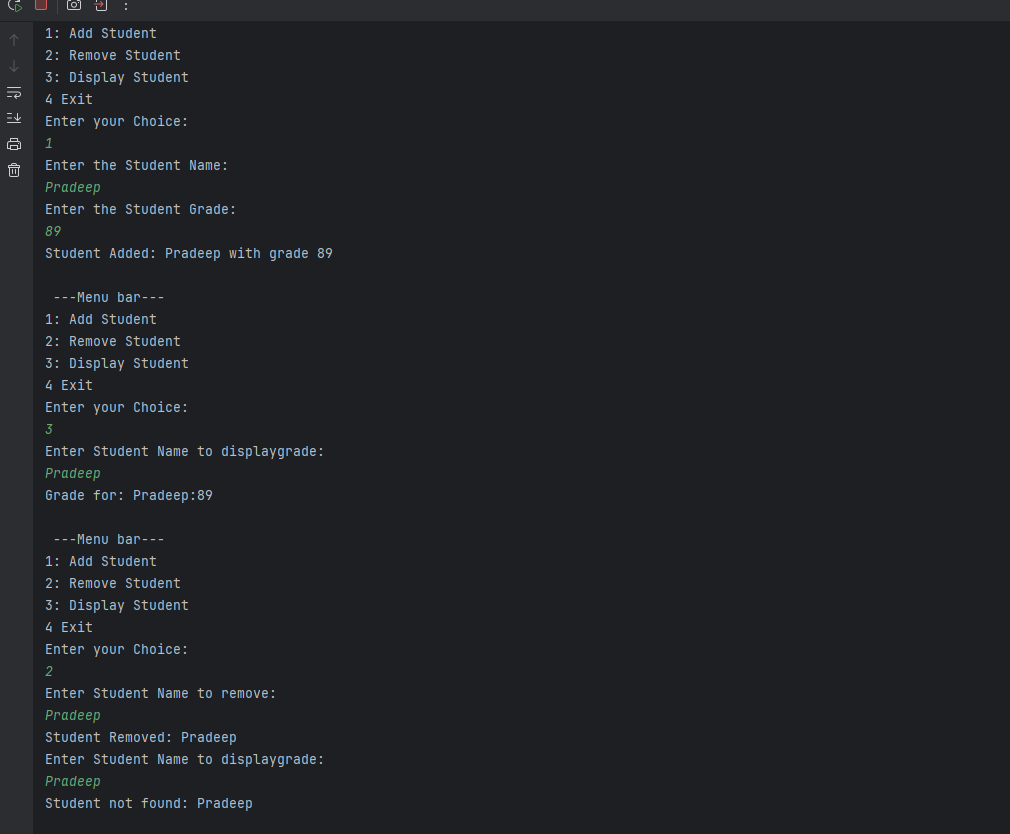 1: Add Student
2: Remove Student
3: Display Student
4 Exit
Enter your Choice:
1
Enter the Student Name:
Pradeep
Enter the Student Grade:
89
Student Added: Pradeep with grade 89
---Menu bar---
1: Add Student
2: Remove Student
3: Display Student
4 Exit
Enter your Choice:
3
Enter Student Name to displaygrade:
Pradeep
Grade for: Pradeep:89
---Menu bar---
1: Add Student
2: Remove Student
3: Display Student
4 Exit
Enter your Choice:
2
Enter Student Name to remove:
Pradeep
Student Removed: Pradeep
Enter Student Name to displaygrade:
Pradeep
Student not found: Pradeep